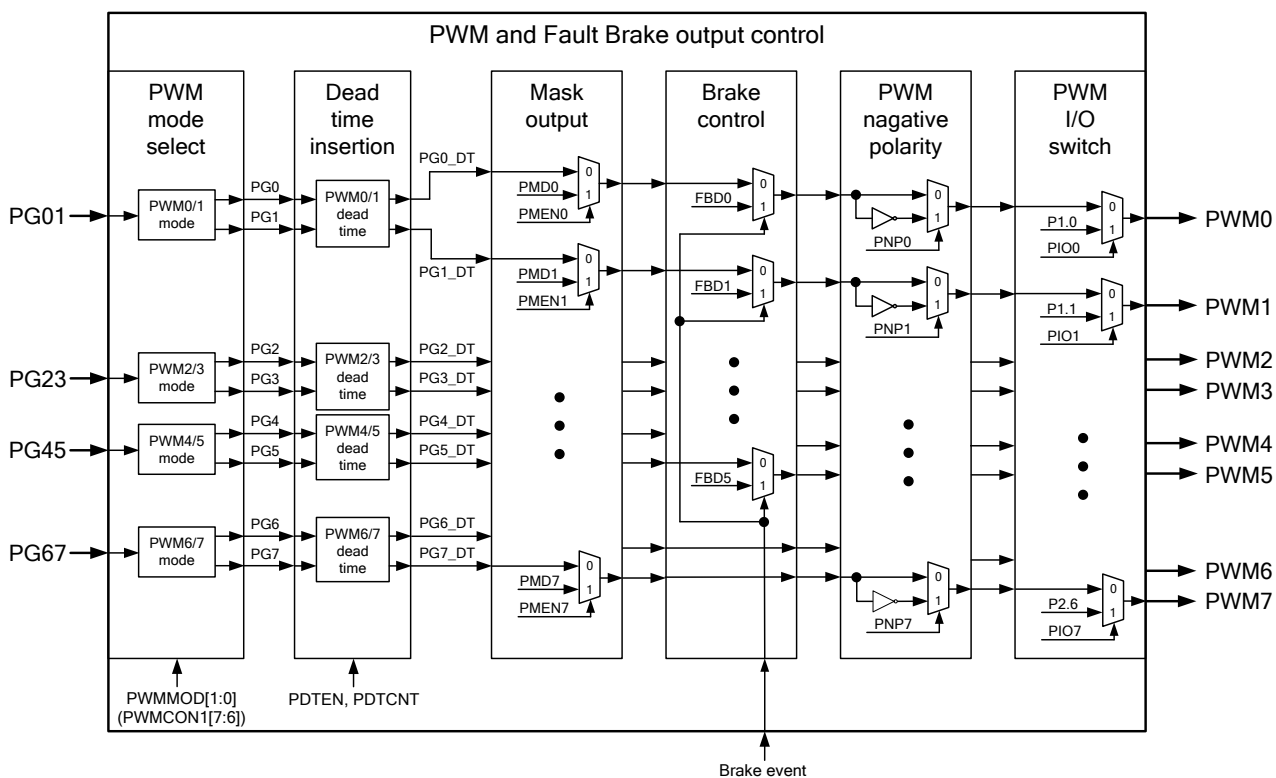 PWM and Fault Brake output control
PWM
mode
select
Dead
time
insertion
Mask
output
Brake
control
PWM
nagative
polarity
PWM
I/O
switch
PG01
PWM0/1
mode
PG0
PG1
PWM0/1
dead
time
PG0_DT
PG1_DT
0
1
PMD0
PMEN0
0
1
FBD0
0
1
PNP0
0
1
P1.0
PIO0
PWM0
0
1
PMD1
PMEN1
0
1
FBD1
0
1
PNP1
0
1
P1.1
PIO1
PWM1
PG23
PWM2/3
mode
PG2
PG3
PWM2/3
dead
time
PG2_DT
PG3_DT
PWM2
PWM3
PG45
PWM4/5
mode
PG4
PG5
PWM4/5
dead
time
PG4_DT
PG5_DT
0
1
FBD5
PWM4
PWM5
PG67
PWM6/7
mode
PG6
PG7
PWM6/7
dead
time
PG6_DT
PG7_DT
0
1
PMD7
PMEN7
0
1
PNP7
0
1
P2.6
PIO7
PWM6
PWM7
PWMMOD[1:0]
(PWMCON1[7:6])
PDTEN, PDTCNT
Brake event